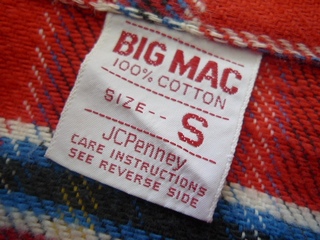 BIG MAC
100% COTTON
SIZE-- S
JCPenney
CARE INSTRUCTIONS
SEE REVERSE SIDE